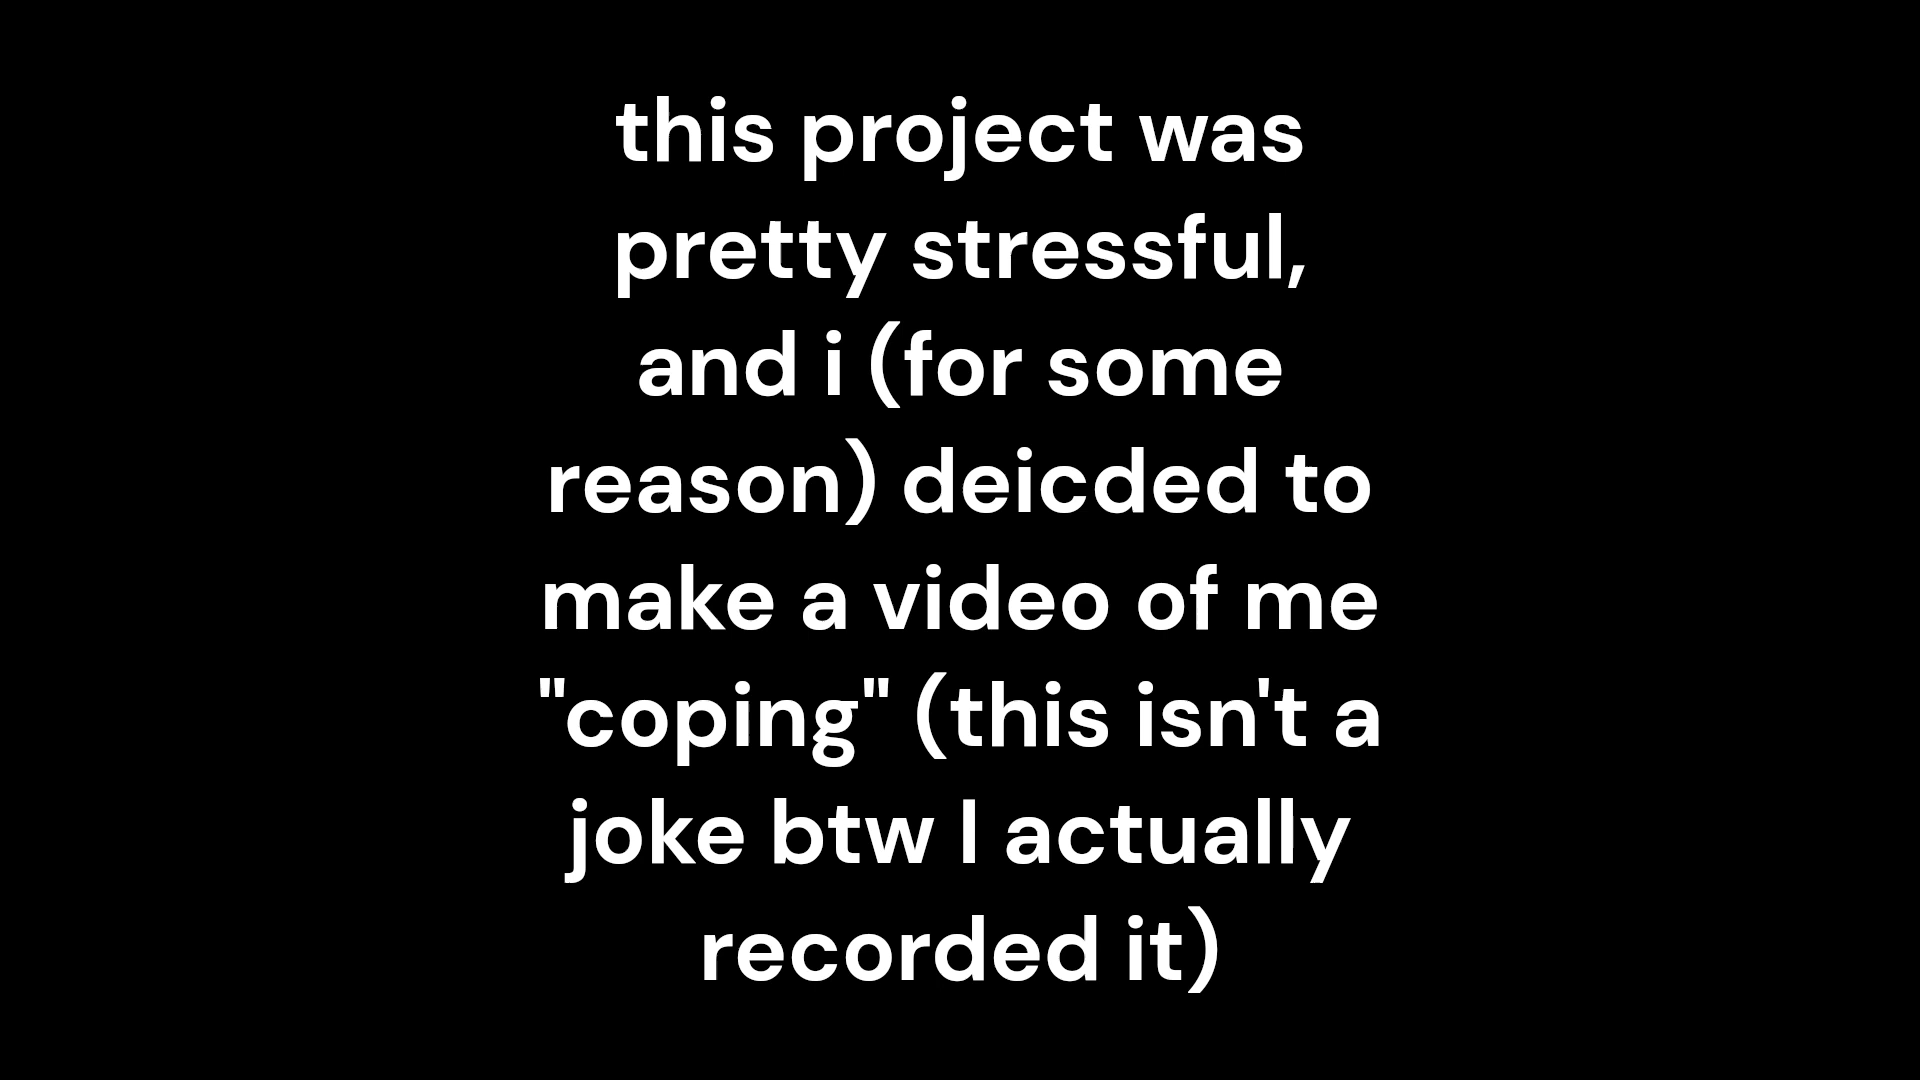 this project was
pretty stressful,
and i (for some
reason) deicded to
make a video of me
"coping" (this isn't a
joke btw I actually
recorded it)